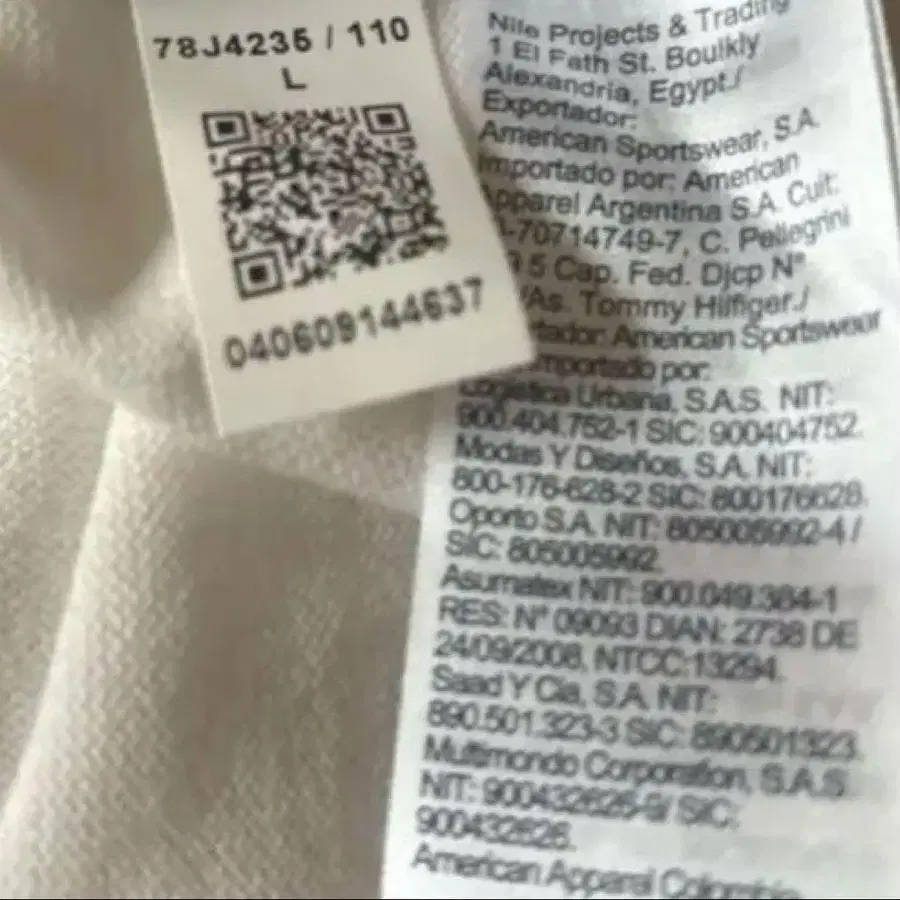 78J4235 / 110
L
040609144637
Nile Projects & Trading
1 El Fath St. Boulkly
Alexandria, Egypt./
Exportador:
American Sportswear, S.A.
Importado por: American
Apparel Argentina S.A. Cuit:
-70714749-7, C. Pellegrini
5 Cap. Fed. Djcp N°
/As. Tommy Hilfiger./
American Sportswear
Importado por:
Logistica Urbana, S.A.S. NIT:
900.404.752-1 SIC: 900404752.
Modas Y Diseños, S.A. NIT:
800-176-628-2 SIC: 800176628.
Oporto S.A. NIT: 805005992-4 /
SIC: 805005992.
Asumatex NIT: 900.049.384-1
RES: N° 09093 DIAN: 2738 DE
24/09/2008, NTCC:13294.
Saad Y Cia, S.A. NIT:
890.501.323-3 SIC: 890501323.
Multimondo Corporation, S.A.S
NIT: 900432626-9/ SIC:
900432626.
American Apparel Colombia